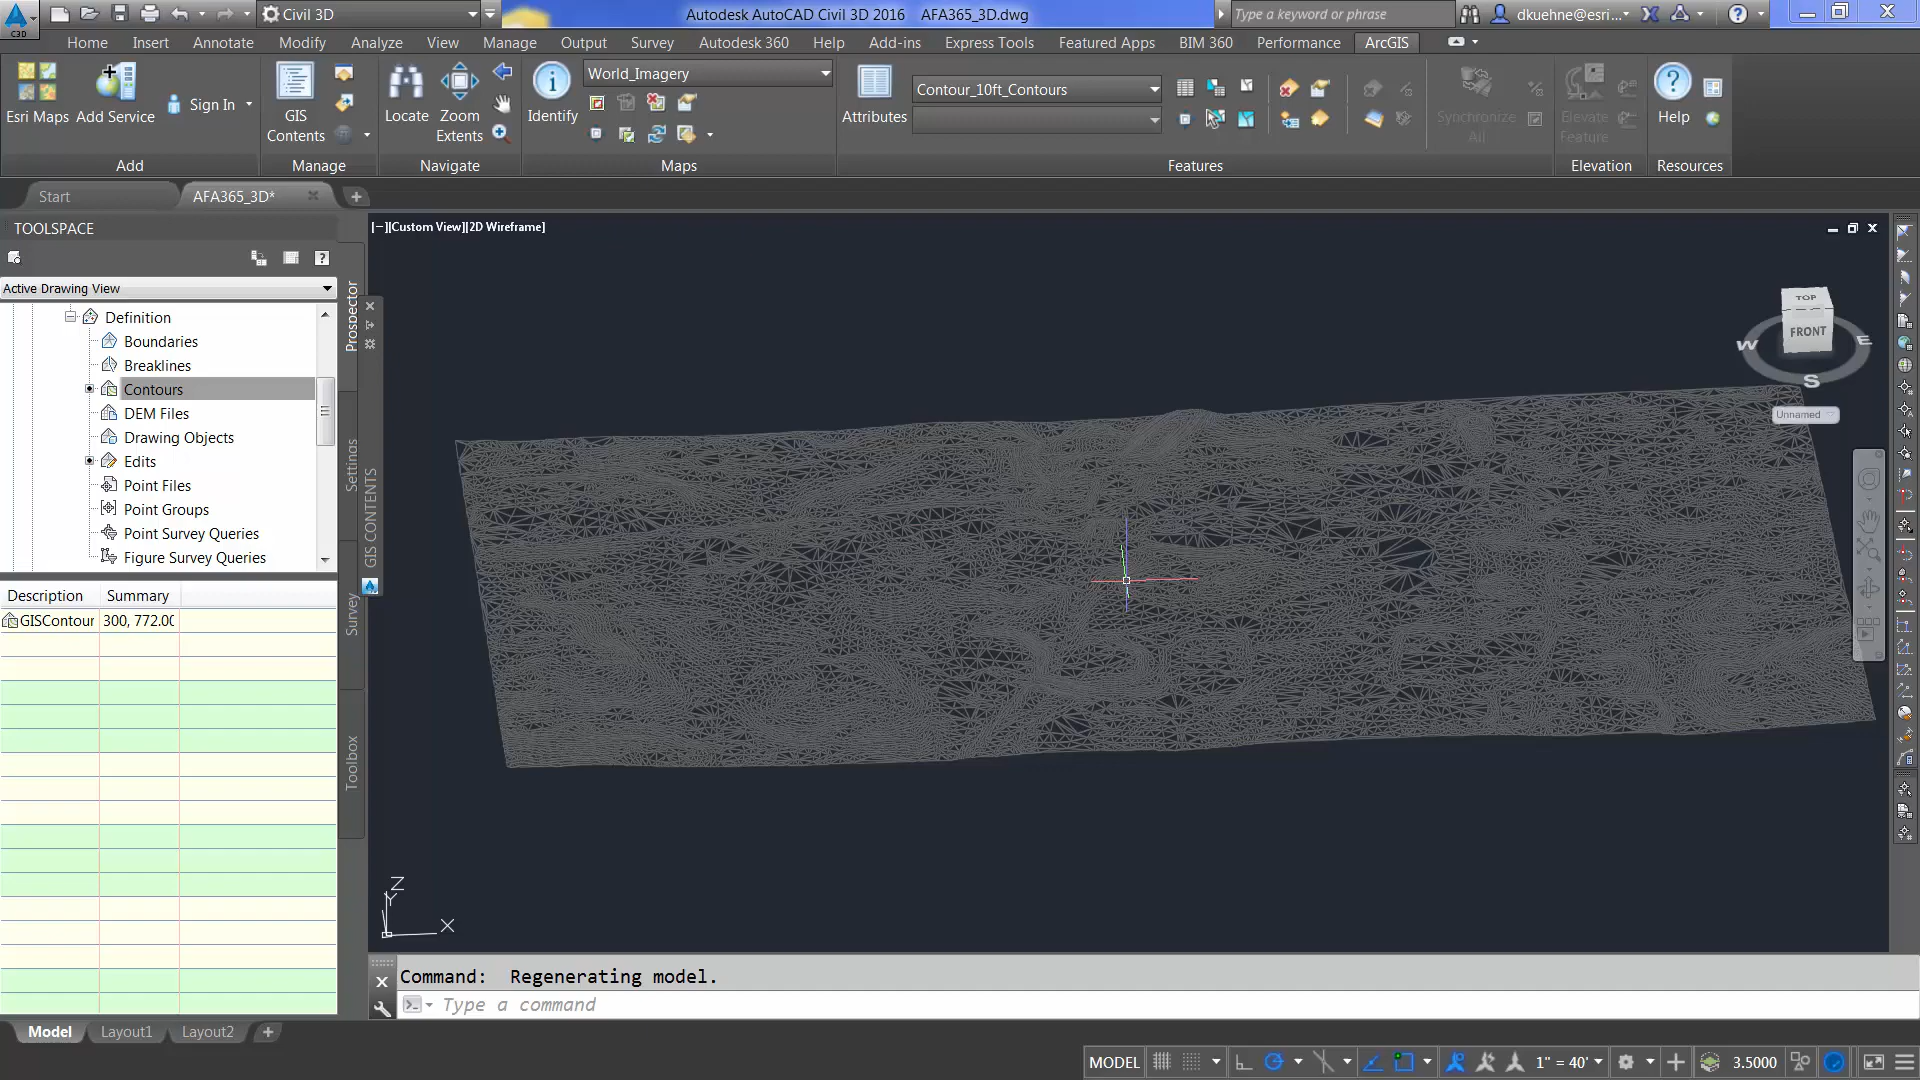 C3D
Civil 3D
Autodesk AutoCAD Civil 3D 2016 AFA365_3D.dwg
Type a keyword or phrase
dkuehne@esri...
Home Insert Annotate Modify Analyze View Manage Output Survey Autodesk 360 Help Add-ins Express Tools Featured Apps BIM 360 Performance ArcGIS
World_Imagery
Contour_10ft_Contours
Esri Maps Add Service Sign In GIS Contents Locate Zoom Extents Identify Attributes Synchronize All Elevate Feature Help
Add Manage Navigate Maps Features Elevation Resources
Start AFA365_3D*
TOOLSPACE
[−][Custom View][2D Wireframe]
Active Drawing View
Definition
Boundaries
Breaklines
Contours
DEM Files
Drawing Objects
Edits
Point Files
Point Groups
Point Survey Queries
Figure Survey Queries
Prospector
Settings
Survey
Toolbox
GIS CONTENTS
Description Summary
GISContour 300, 772.00
TOP
FRONT
W E
S
Unnamed
Z
Y
X
Command: Regenerating model.
Type a command
Model Layout1 Layout2
MODEL 1" = 40' 3.5000